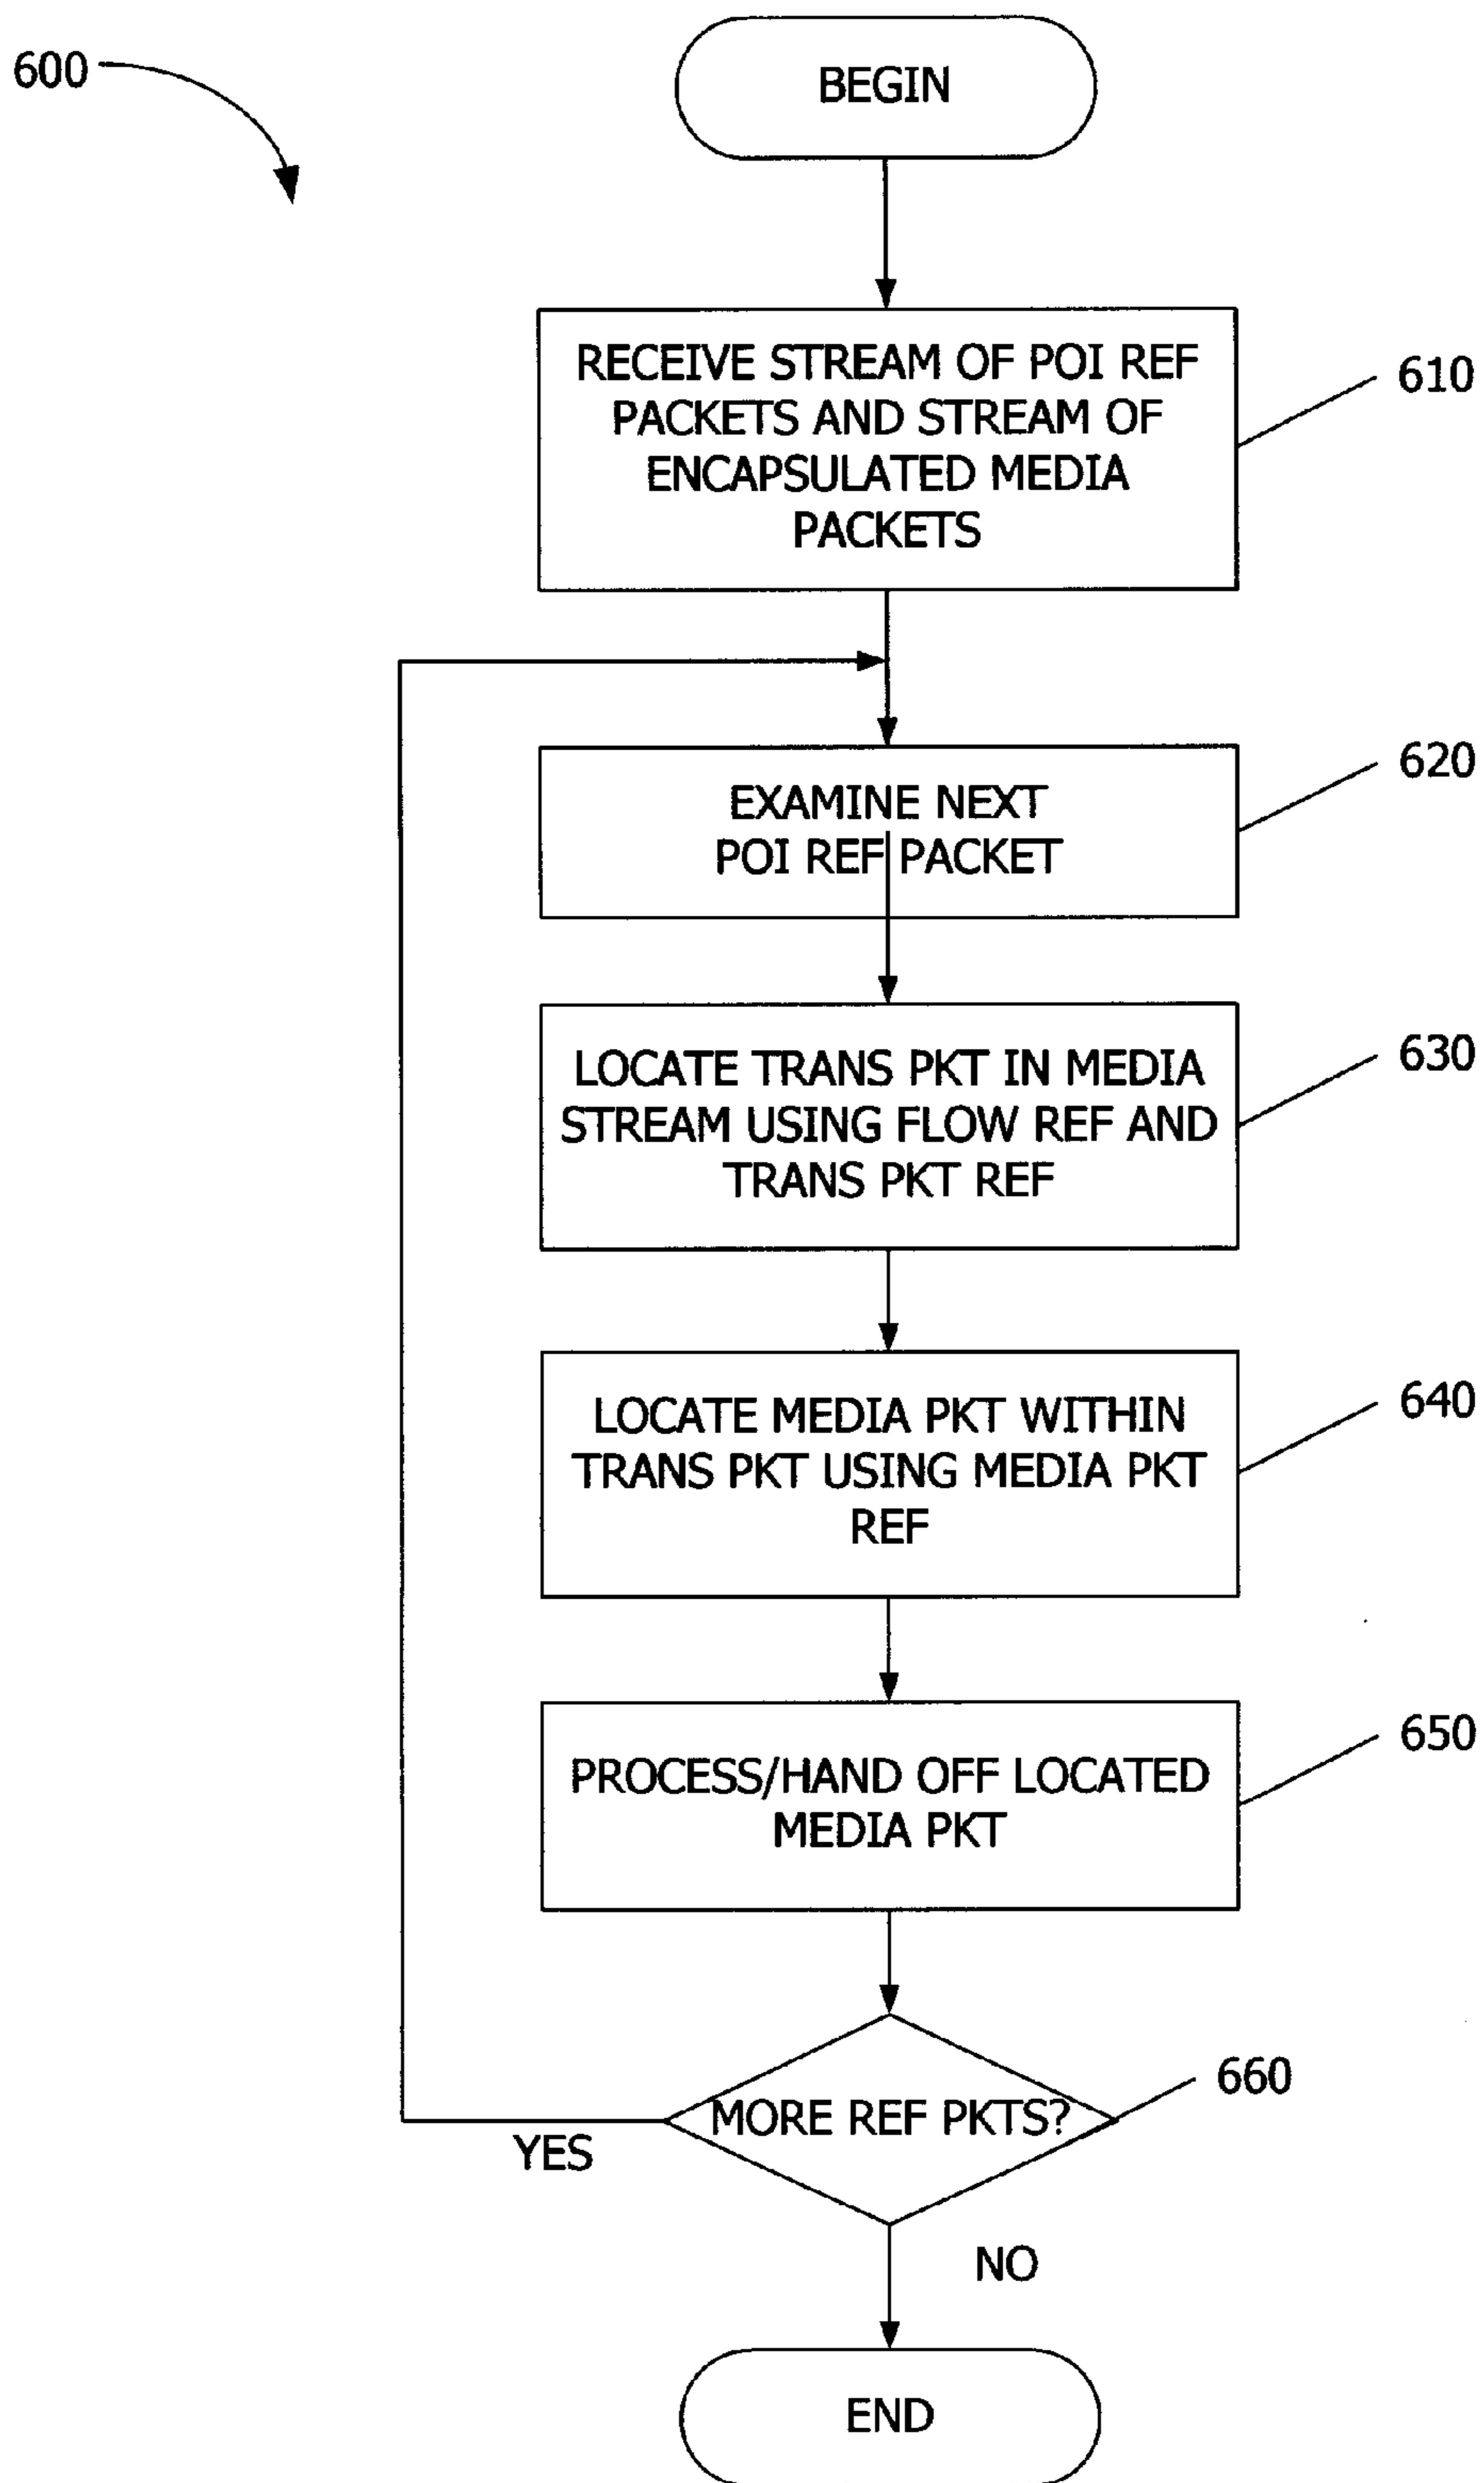 600
BEGIN
RECEIVE STREAM OF POI REF
PACKETS AND STREAM OF
ENCAPSULATED MEDIA
PACKETS
610
EXAMINE NEXT
POI REF PACKET
620
LOCATE TRANS PKT IN MEDIA
STREAM USING FLOW REF AND
TRANS PKT REF
630
LOCATE MEDIA PKT WITHIN
TRANS PKT USING MEDIA PKT
REF
640
PROCESS/HAND OFF LOCATED
MEDIA PKT
650
MORE REF PKTS?
660
YES
NO
END